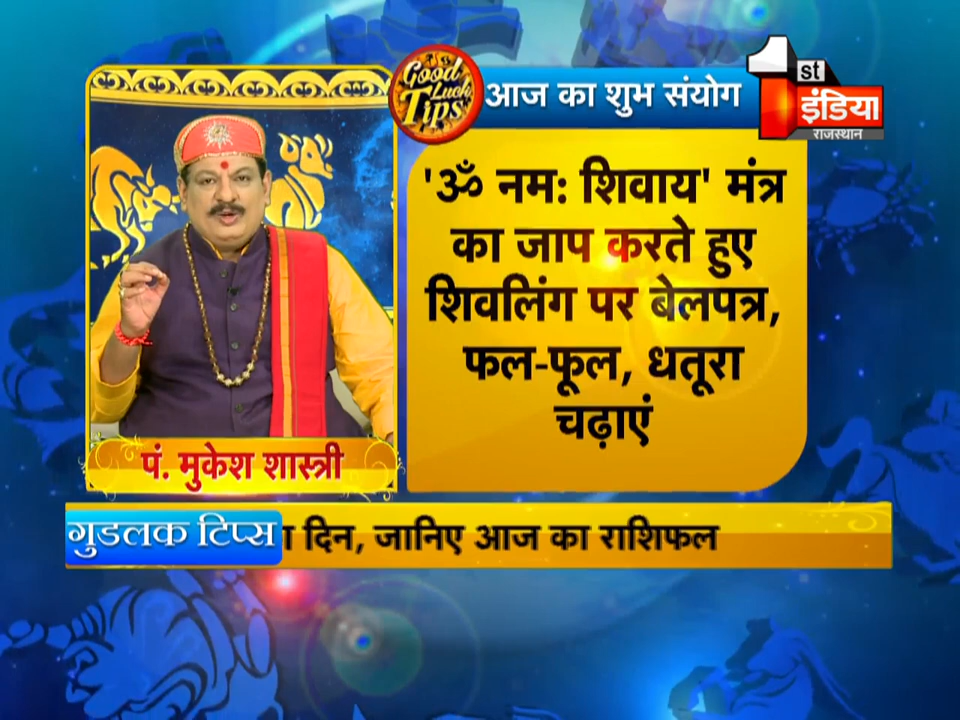 Good
Luck
Tips
आज का शुभ संयोग
1st
इंडिया
राजस्थान
'ॐ नम: शिवाय' मंत्र
का जाप करते हुए
शिवलिंग पर बेलपत्र,
फल-फूल, धतूरा
चढ़ाएं
पं. मुकेश शास्त्री
गुडलक टिप्स
दिन, जानिए आज का राशिफल